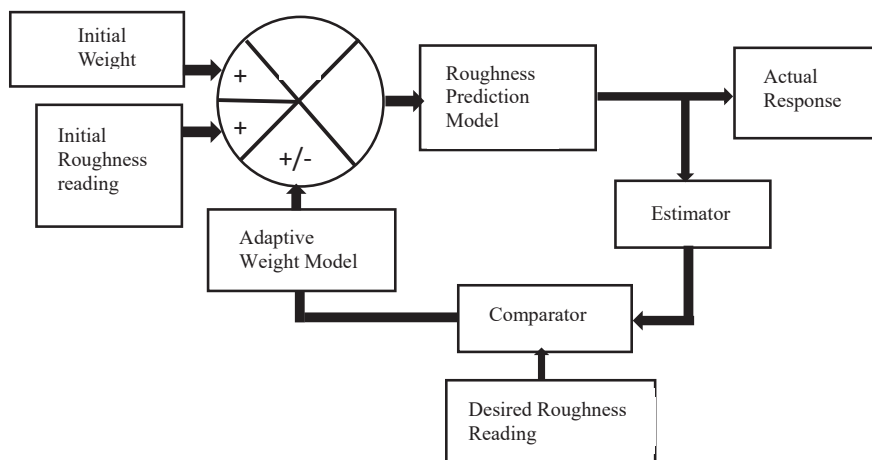 Initial
Weight
+
Initial
Roughness
reading
+
+/-
Roughness
Prediction
Model
Actual
Response
Estimator
Adaptive
Weight Model
Comparator
Desired Roughness
Reading